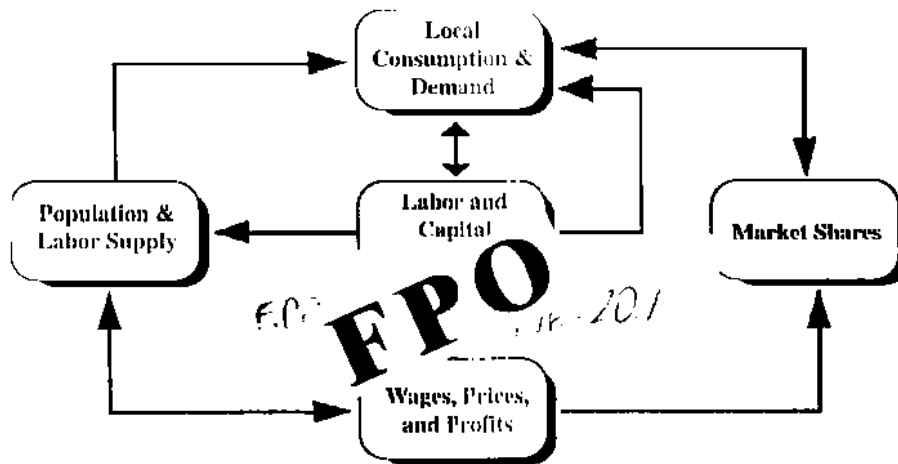 Local
Consumption &
Demand
Population &
Labor Supply
Labor and
Capital
Market Shares
FPO
Wages, Prices,
and Profits